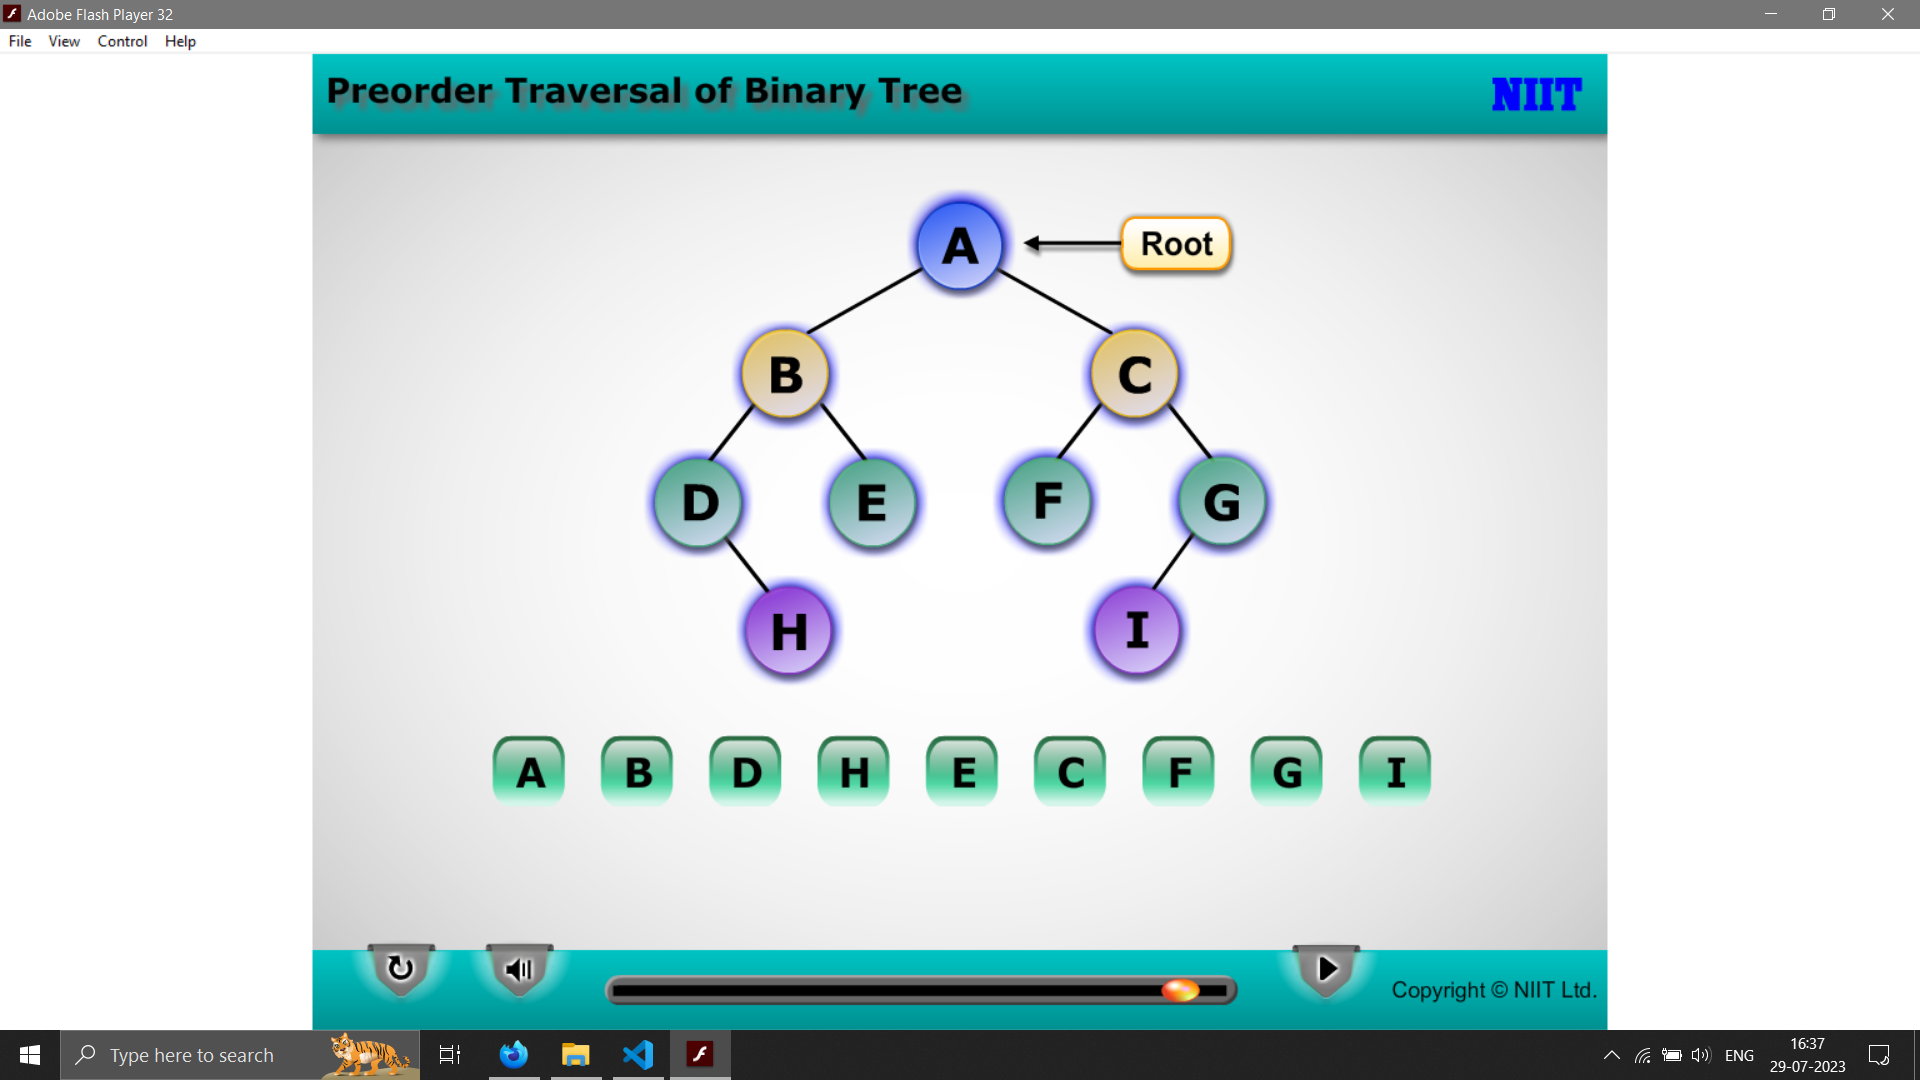 Adobe Flash Player 32
File View Control Help
Preorder Traversal of Binary Tree
NIIT
A
Root
B C
D E F G
H I
A B D H E C F G I
Copyright © NIIT Ltd.
Type here to search
ENG
16:37
29-07-2023